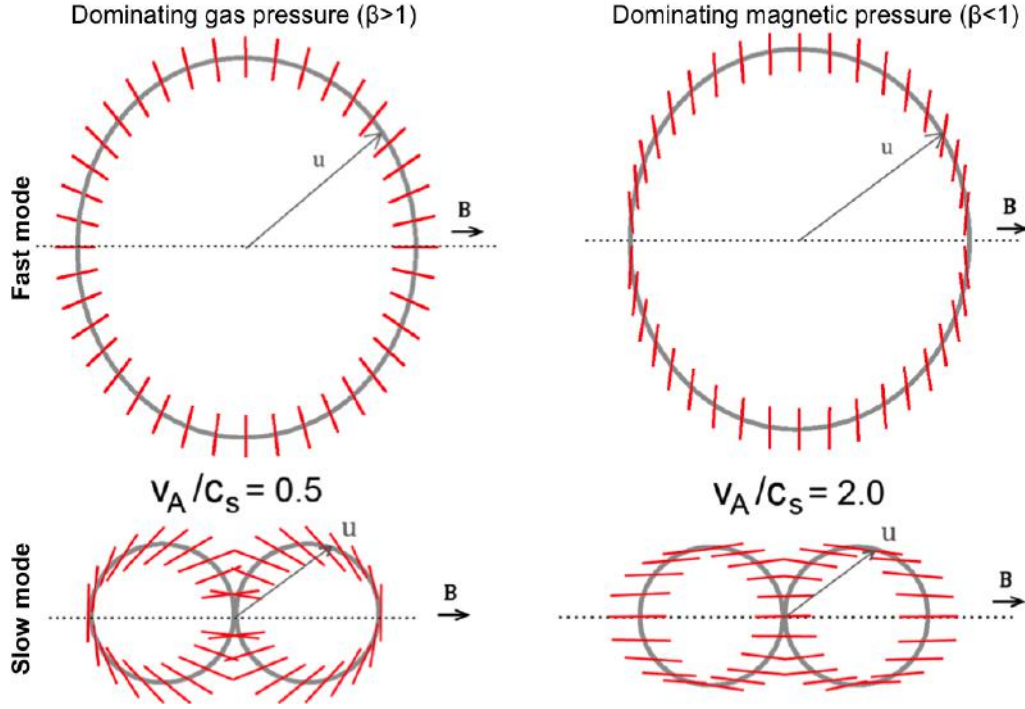 Dominating gas pressure (β>1)
Dominating magnetic pressure (β<1)
Fast mode
u
B
u
B
v_A/c_s = 0.5
v_A/c_s = 2.0
Slow mode
u
B
u
B